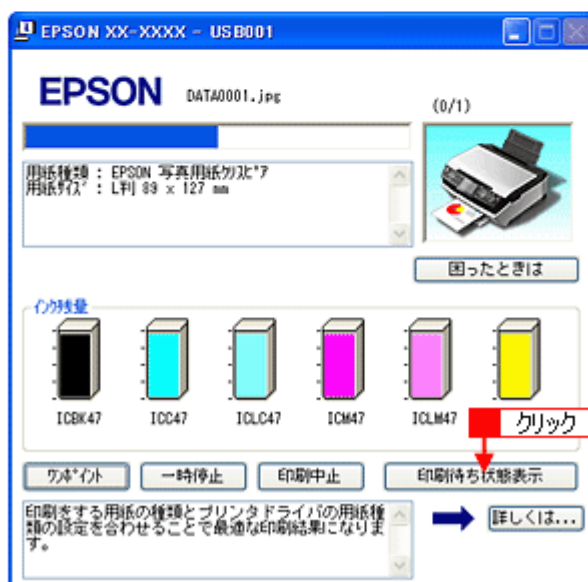 EPSON XX-XXXX - USB001
EPSON DATA0001.jpg
(0/1)
用紙種類 : EPSON 写真用紙クリスピア
用紙サイズ : L判 89 x 127 mm
困ったときは
インク残量
ICBK47 ICC47 ICLC47 ICM47 ICLM47
クリック
ワンポイント 一時停止 印刷中止 印刷待ち状態表示
印刷をする用紙の種類とプリンタドライバの用紙種
類の設定を合わせることで最適な印刷結果になりま
す。
詳しくは...